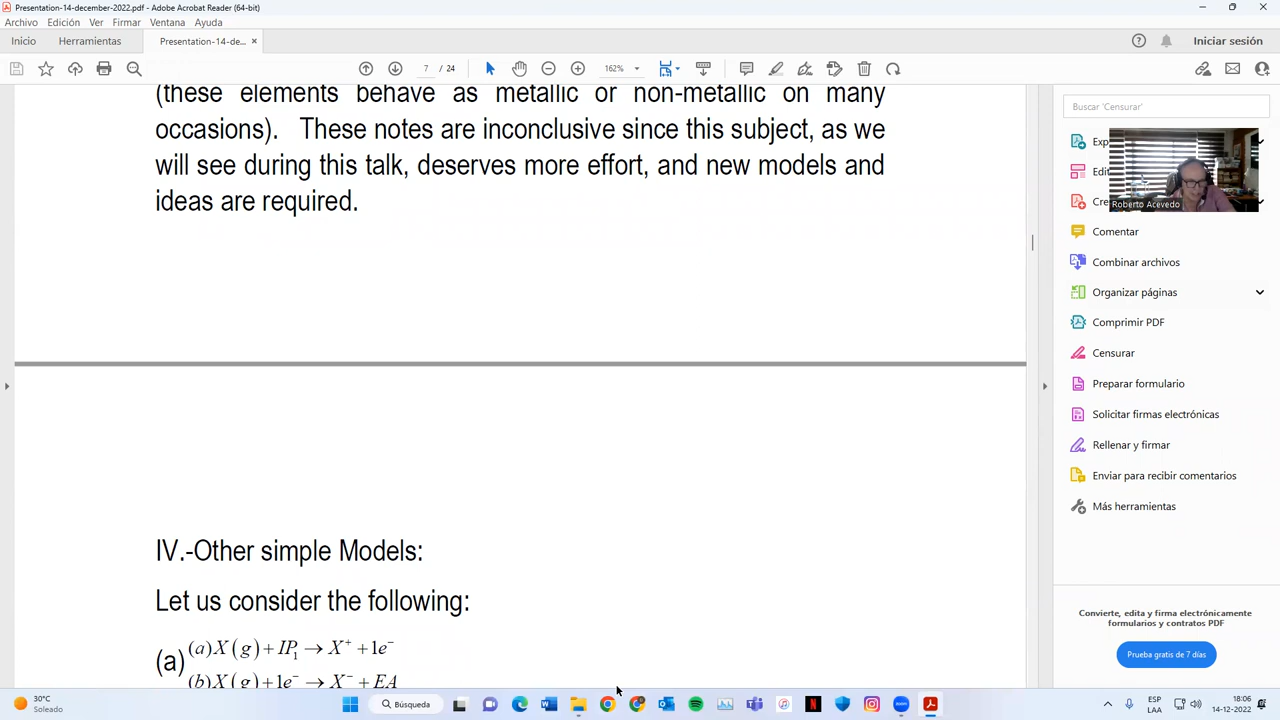 Presentation-14-december-2022.pdf - Adobe Acrobat Reader (64-bit)
Archivo Edición Ver Firmar Ventana Ayuda
Inicio Herramientas Presentation-14-de... × Iniciar sesión
7 / 24 162%
(these elements behave as metallic or non-metallic on many
occasions). These notes are inconclusive since this subject, as we
will see during this talk, deserves more effort, and new models and
ideas are required.
IV.-Other simple Models:
Let us consider the following:
(a) (a)X(g)+IP₁→X⁺+1e⁻
(b)X(g)+1e⁻→X⁻+EA
Buscar 'Censurar'
Exp
Edit
Cre
Roberto Acevedo
Comentar
Combinar archivos
Organizar páginas
Comprimir PDF
Censurar
Preparar formulario
Solicitar firmas electrónicas
Rellenar y firmar
Enviar para recibir comentarios
Más herramientas
Convierte, edita y firma electrónicamente
formularios y contratos PDF
Prueba gratis de 7 días
30°C
Soleado
Búsqueda
ESP
LAA
18:06
14-12-2022